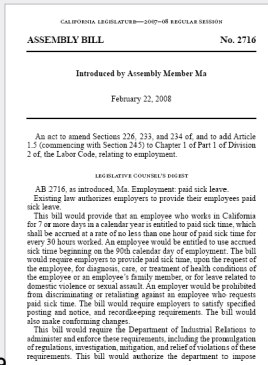 CALIFORNIA LEGISLATURE—2007–08 REGULAR SESSION
ASSEMBLY BILL No. 2716
Introduced by Assembly Member Ma
February 22, 2008
An act to amend Sections 226, 233, and 234 of, and to add Article
1.5 (commencing with Section 245) to Chapter 1 of Part 1 of Division
2 of, the Labor Code, relating to employment.
LEGISLATIVE COUNSEL'S DIGEST
AB 2716, as introduced, Ma. Employment: paid sick leave.
Existing law authorizes employers to provide their employees paid
sick leave.
This bill would provide that an employee who works in California
for 7 or more days in a calendar year is entitled to paid sick leave, which
shall be accrued at a rate of no less than one hour of paid sick time for
every 30 hours worked. An employee would be entitled to use accrued
sick time beginning on the 90th calendar day of employment. The bill
would require employers to provide paid sick time, upon the request of
the employee, for diagnosis, care, or treatment of health conditions of
the employee or an employee's family member, or for leave related to
domestic violence or sexual assault. An employer would be prohibited
from discriminating or retaliating against an employee who requests
paid sick time. The bill would require employers to satisfy specified
posting and notice, and recordkeeping requirements. The bill would
also make conforming changes.
This bill would require the Department of Industrial Relations to
administer and enforce these requirements, including the promulgation
of regulations, investigation, mitigation, and relief of violations of these
requirements. This bill would authorize the department to impose